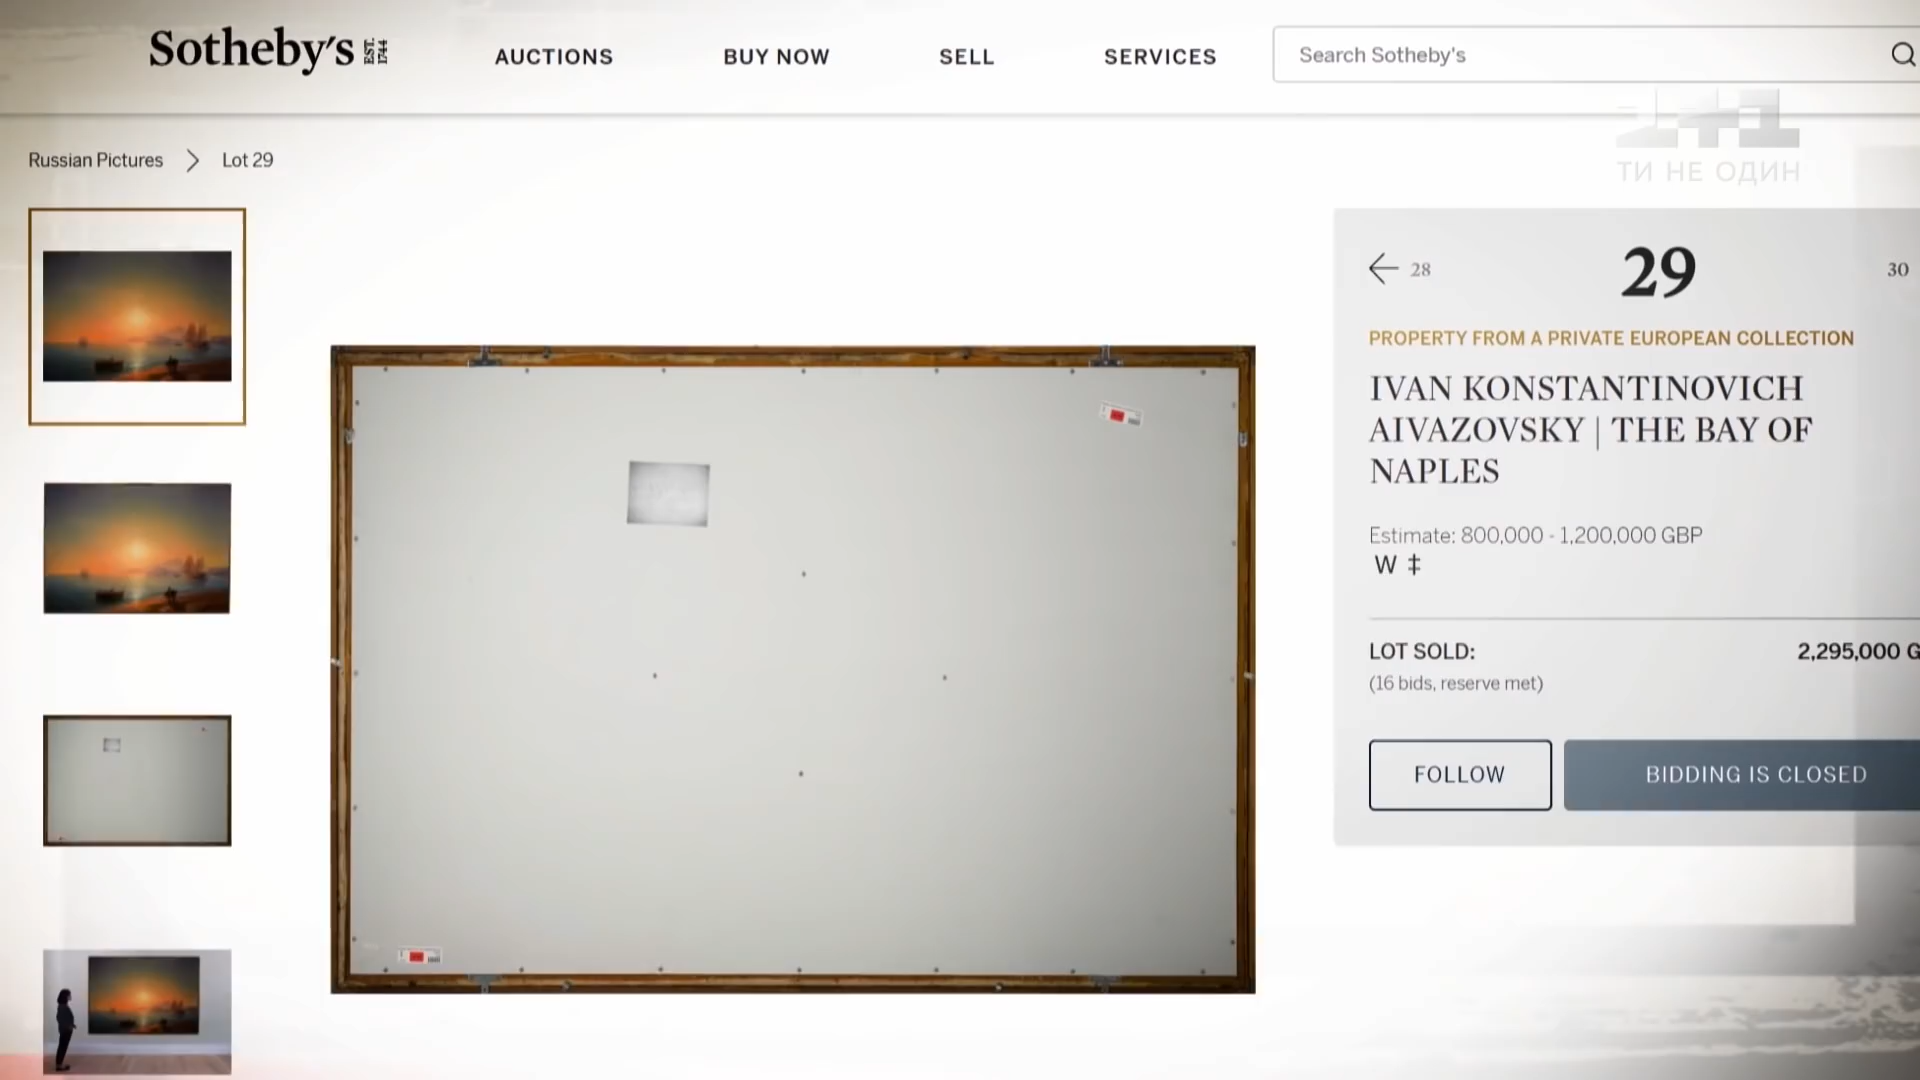 Sotheby's EST. 1744
AUCTIONS
BUY NOW
SELL
SERVICES
Search Sotheby's
1+1
ТИ НЕ ОДИН
Russian Pictures > Lot 29
← 28
29
30
PROPERTY FROM A PRIVATE EUROPEAN COLLECTION
IVAN KONSTANTINOVICH
AIVAZOVSKY | THE BAY OF
NAPLES
Estimate: 800,000 - 1,200,000 GBP
W ‡
LOT SOLD:
2,295,000 G
(16 bids, reserve met)
FOLLOW
BIDDING IS CLOSED